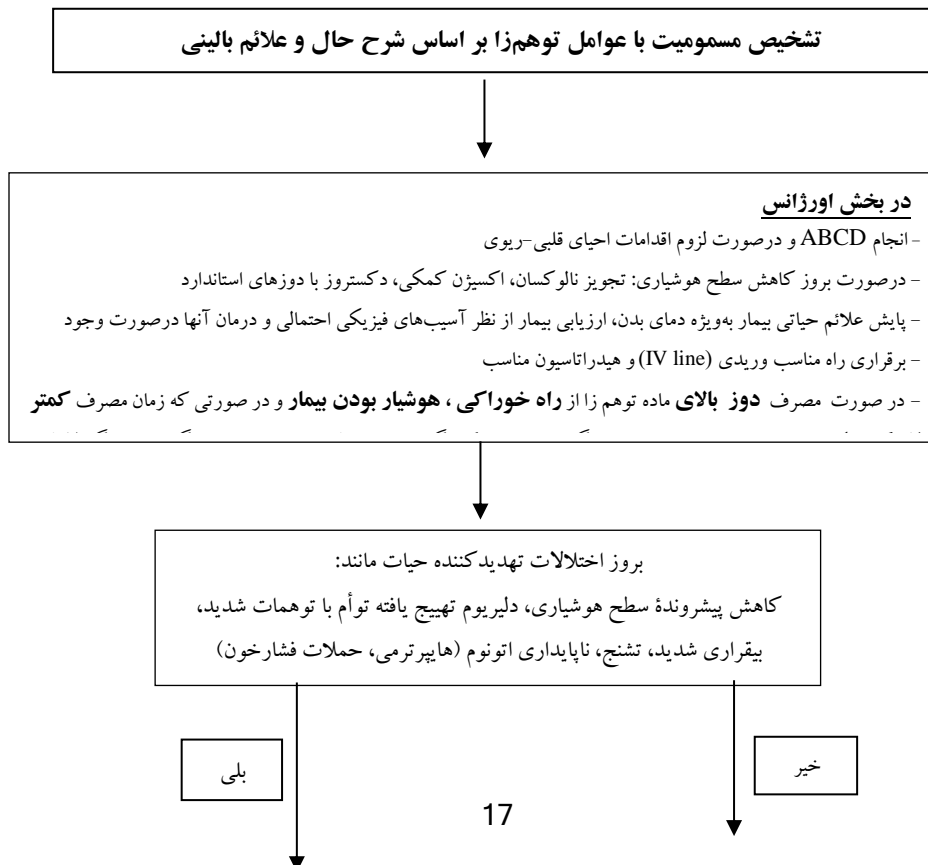 تشخیص مسمومیت با عوامل توهم‌زا بر اساس شرح حال و علائم بالینی
در بخش اورژانس
- انجام ABCD و درصورت لزوم اقدامات احیای قلبی-ریوی
- درصورت بروز کاهش سطح هوشیاری: تجویز نالوکسان، اکسیژن کمکی، دکستروز با دوزهای استاندارد
- پایش علائم حیاتی بیمار به‌ویژه دمای بدن، ارزیابی بیمار از نظر آسیب‌های فیزیکی احتمالی و درمان آنها درصورت وجود
- برقراری راه مناسب وریدی (IV line) و هیدراتاسیون مناسب
- در صورت مصرف دوز بالای ماده توهم زا از راه خوراکی ، هوشیار بودن بیمار و در صورتی که زمان مصرف کمتر
بروز اختلالات تهدیدکننده حیات مانند:
کاهش پیشروندۀ سطح هوشیاری، دلیریوم تهییج یافته توأم با توهمات شدید،
بیقراری شدید، تشنج، ناپایداری اتونوم (هایپرترمی، حملات فشارخون)
خیر
بلی
17